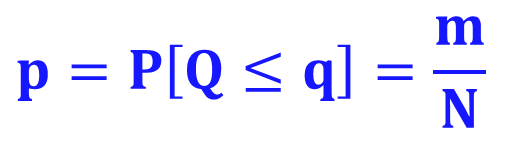 p = P[Q ≤ q] = m/N